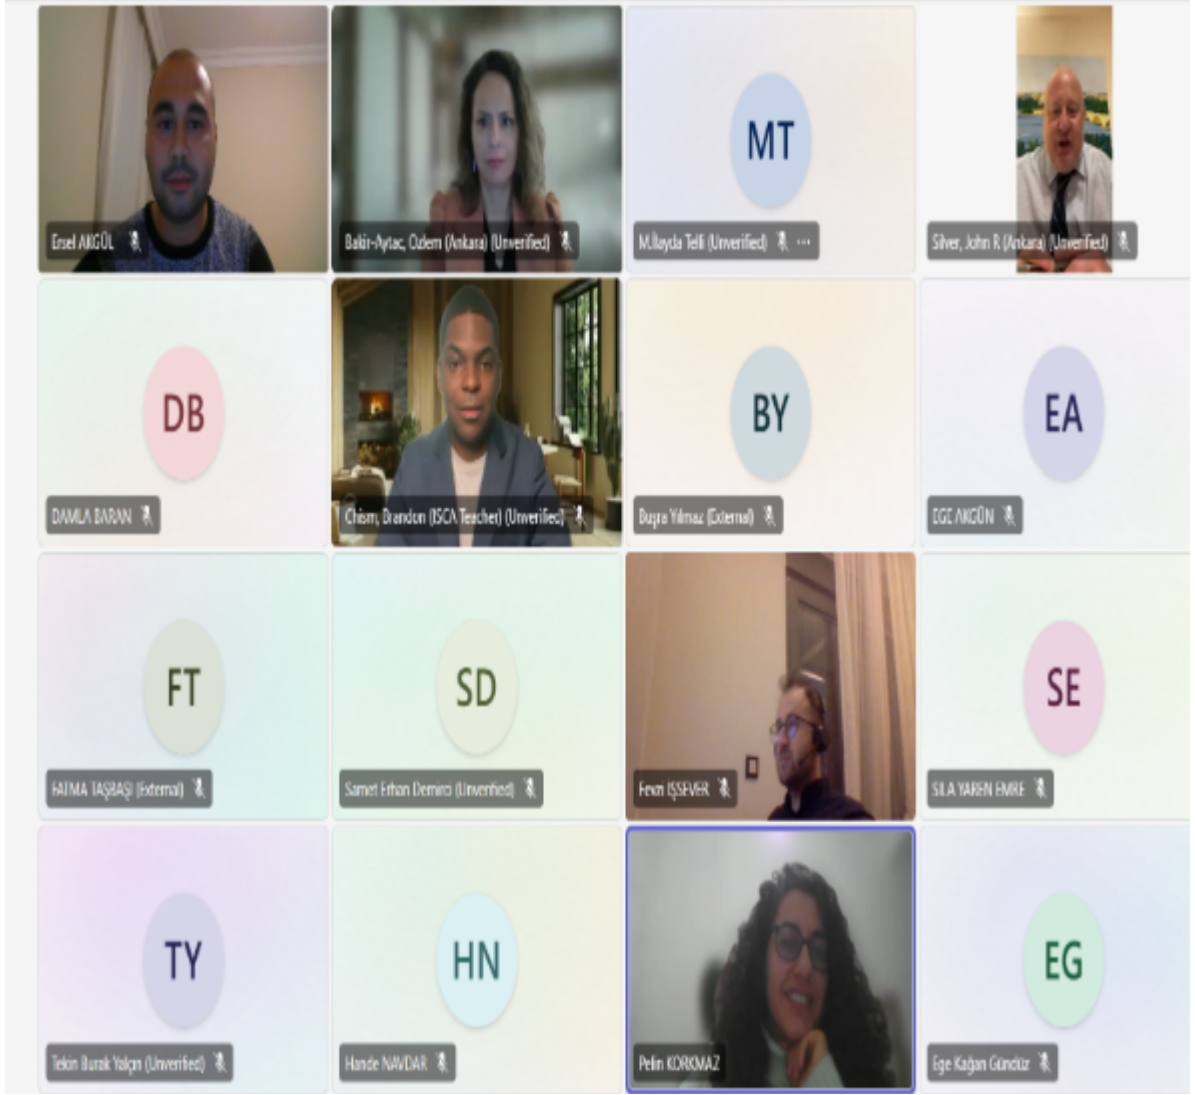 Ersel AKGÜL
Bakir-Aytac, Ozlem (Ankara) (Unverified)
MT
M.İlayda Telli (Unverified)
Silver, John R (Ankara) (Unverified)
DB
DAMLA BARAN
Chism, Brandon (ISCA Teacher) (Unverified)
BY
Buşra Yılmaz (External)
EA
EGE AKGÜN
FT
FATMA TAŞBAŞI (External)
SD
Samet Erhan Demirci (Unverified)
Fevzi İŞSEVER
SE
SILA YAREN EMRE
TY
Tekin Burak Yalçın (Unverified)
HN
Hande NAVDAR
Pelin KORKMAZ
EG
Ege Kağan Gündüz